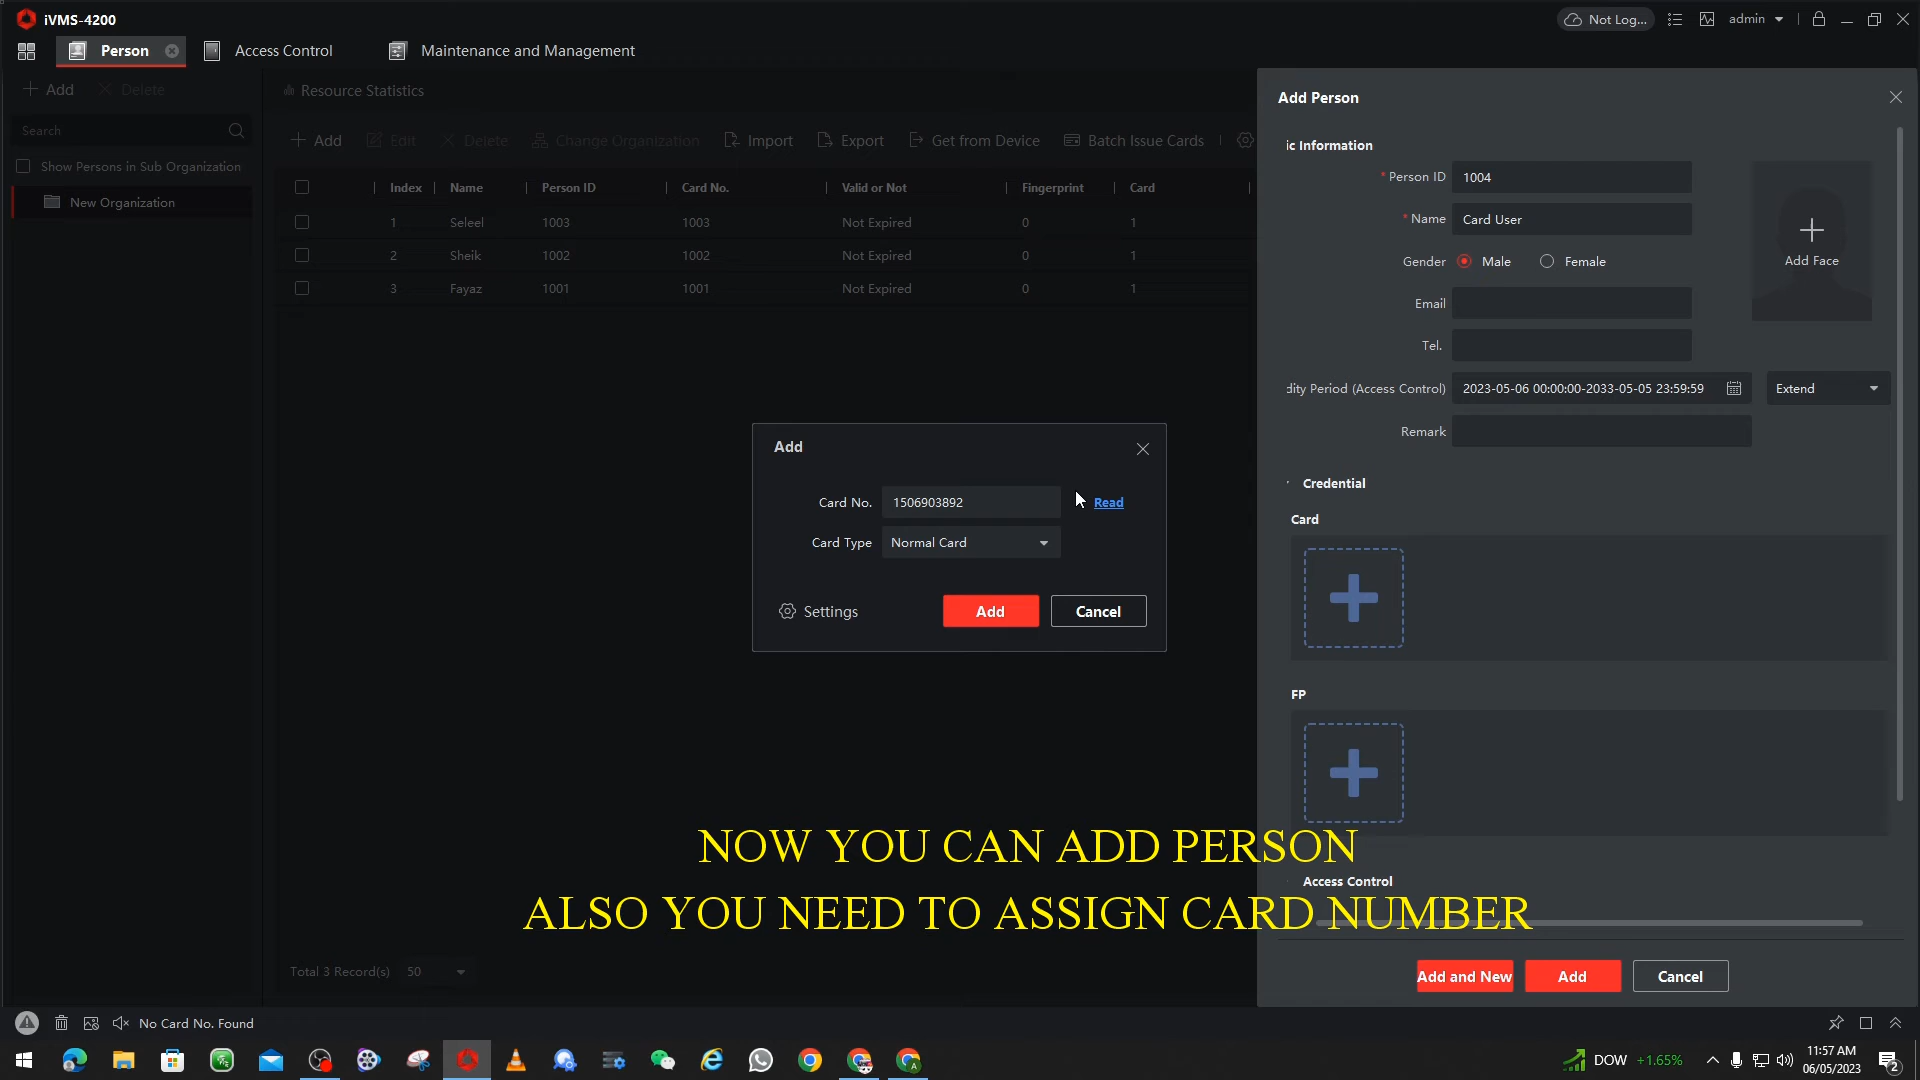 iVMS-4200
Not Log...
admin
Person
Access Control
Maintenance and Management
Add
Delete
Search
Show Persons in Sub Organization
New Organization
Resource Statistics
Add Edit Delete Change Organization Import Export Get from Device Batch Issue Cards
Index Name Person ID Card No. Valid or Not Fingerprint Card
1 Seleel 1003 1003 Not Expired 0 1
2 Sheik 1002 1002 Not Expired 0 1
3 Fayaz 1001 1001 Not Expired 0 1
Total 3 Record(s) 50
Add
Card No. 1506903892 Read
Card Type Normal Card
Settings Add Cancel
Add Person
ic Information
* Person ID 1004
* Name Card User
Gender Male Female
Email
Tel.
dity Period (Access Control) 2023-05-06 00:00:00-2033-05-05 23:59:59 Extend
Remark
Add Face
Credential
Card
FP
Access Control
Add and New Add Cancel
NOW YOU CAN ADD PERSON
ALSO YOU NEED TO ASSIGN CARD NUMBER
No Card No. Found
DOW +1.65%
11:57 AM
06/05/2023
2